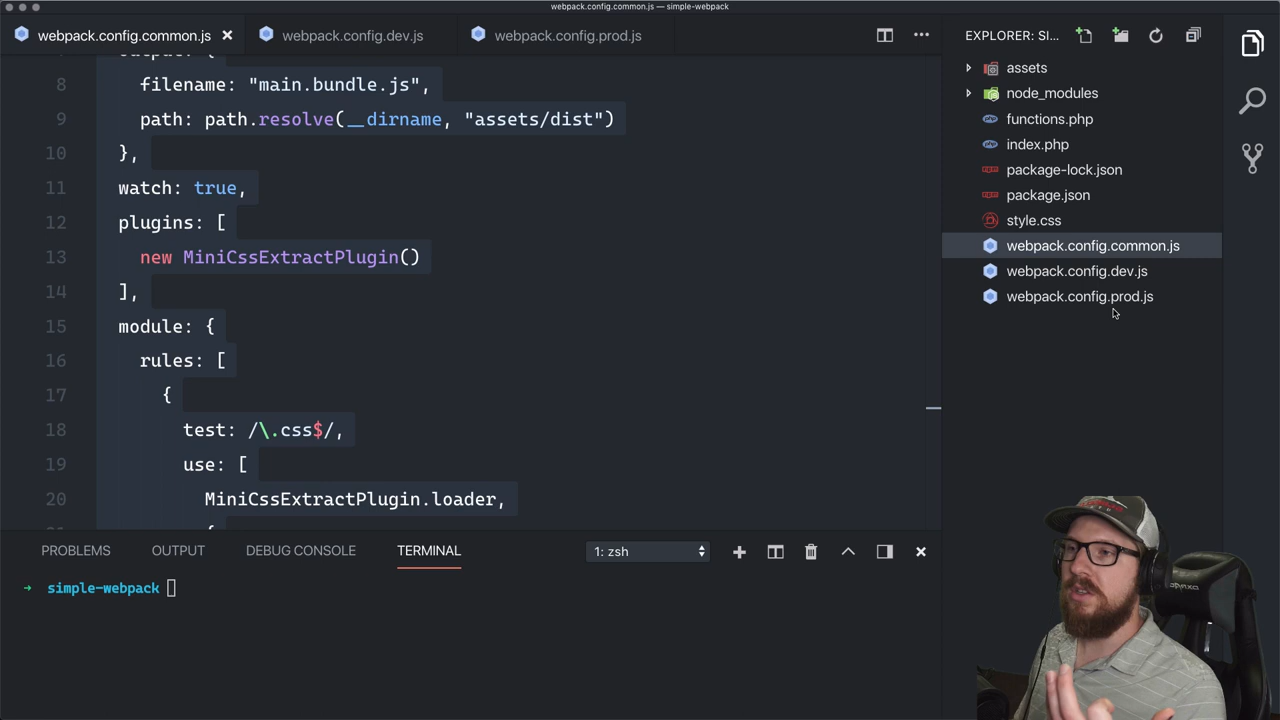 webpack.config.common.js — simple-webpack
webpack.config.common.js
webpack.config.dev.js
webpack.config.prod.js
EXPLORER: SI...
8 filename: "main.bundle.js",
9 path: path.resolve(__dirname, "assets/dist")
10 },
11 watch: true,
12 plugins: [
13 new MiniCssExtractPlugin()
14 ],
15 module: {
16 rules: [
17 {
18 test: /\.css$/,
19 use: [
20 MiniCssExtractPlugin.loader,
assets
node_modules
functions.php
index.php
package-lock.json
package.json
style.css
webpack.config.common.js
webpack.config.dev.js
webpack.config.prod.js
PROBLEMS OUTPUT DEBUG CONSOLE TERMINAL 1: zsh
→ simple-webpack